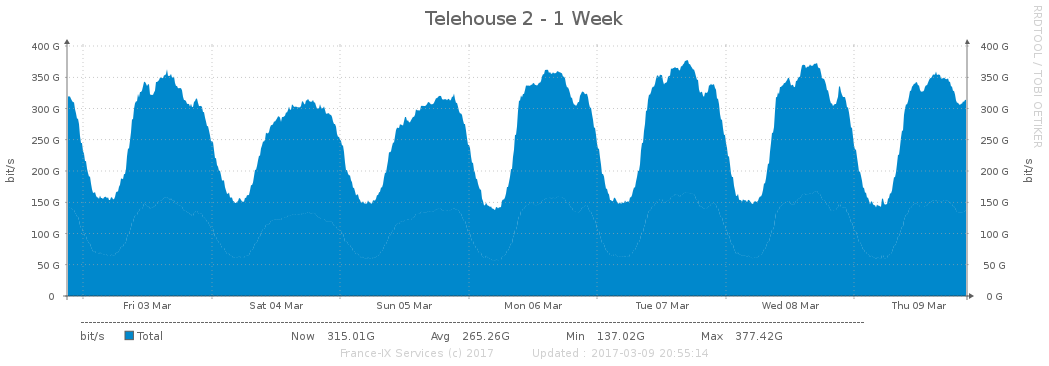 Telehouse 2 - 1 Week
RRDTOOL / TOBI OETIKER
400 G 400 G
350 G 350 G
300 G 300 G
250 G 250 G
200 G 200 G
150 G 150 G
100 G 100 G
50 G 50 G
0 0 G
bit/s bit/s
Fri 03 Mar Sat 04 Mar Sun 05 Mar Mon 06 Mar Tue 07 Mar Wed 08 Mar Thu 09 Mar
bit/s Total Now 315.01G Avg 265.26G Min 137.02G Max 377.42G
France-IX Services (c) 2017 Updated : 2017-03-09 20:55:14